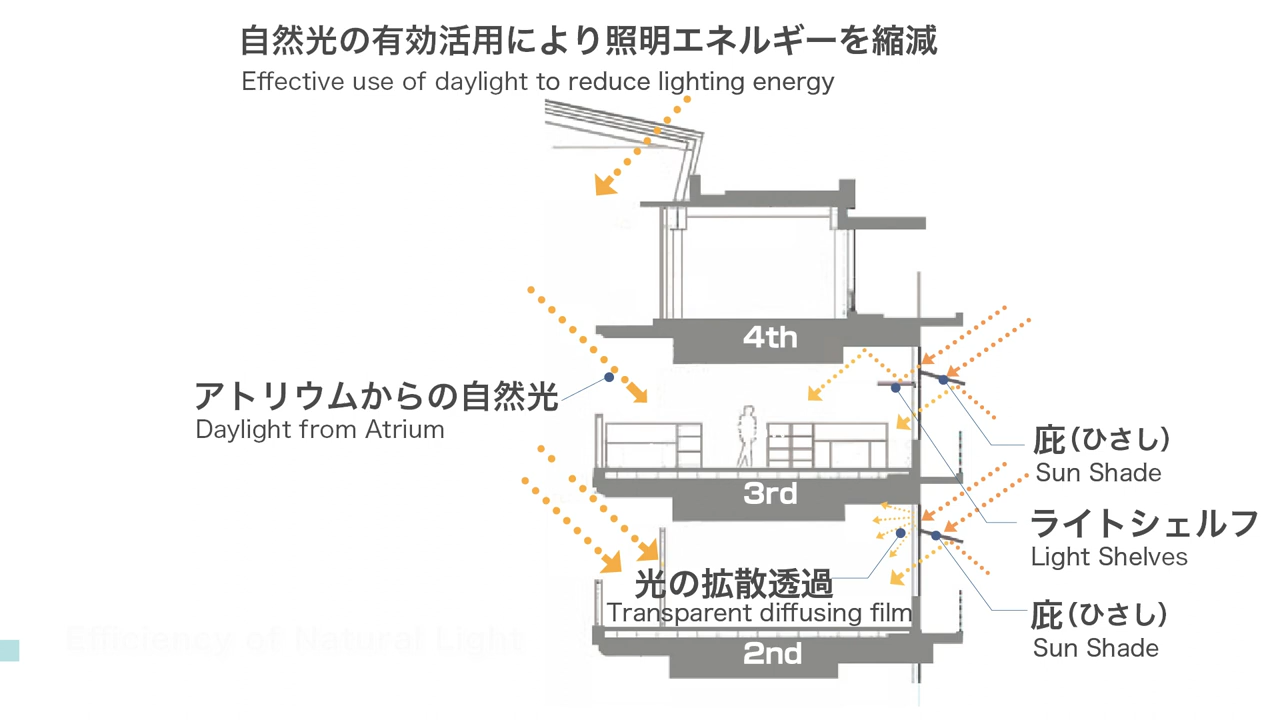 自然光の有効活用により照明エネルギーを縮減
Effective use of daylight to reduce lighting energy
4th
アトリウムからの自然光
Daylight from Atrium
庇(ひさし)
Sun Shade
3rd
ライトシェルフ
Light Shelves
光の拡散透過
Transparent diffusing film
庇(ひさし)
Sun Shade
Efficiency of Natural Light
2nd